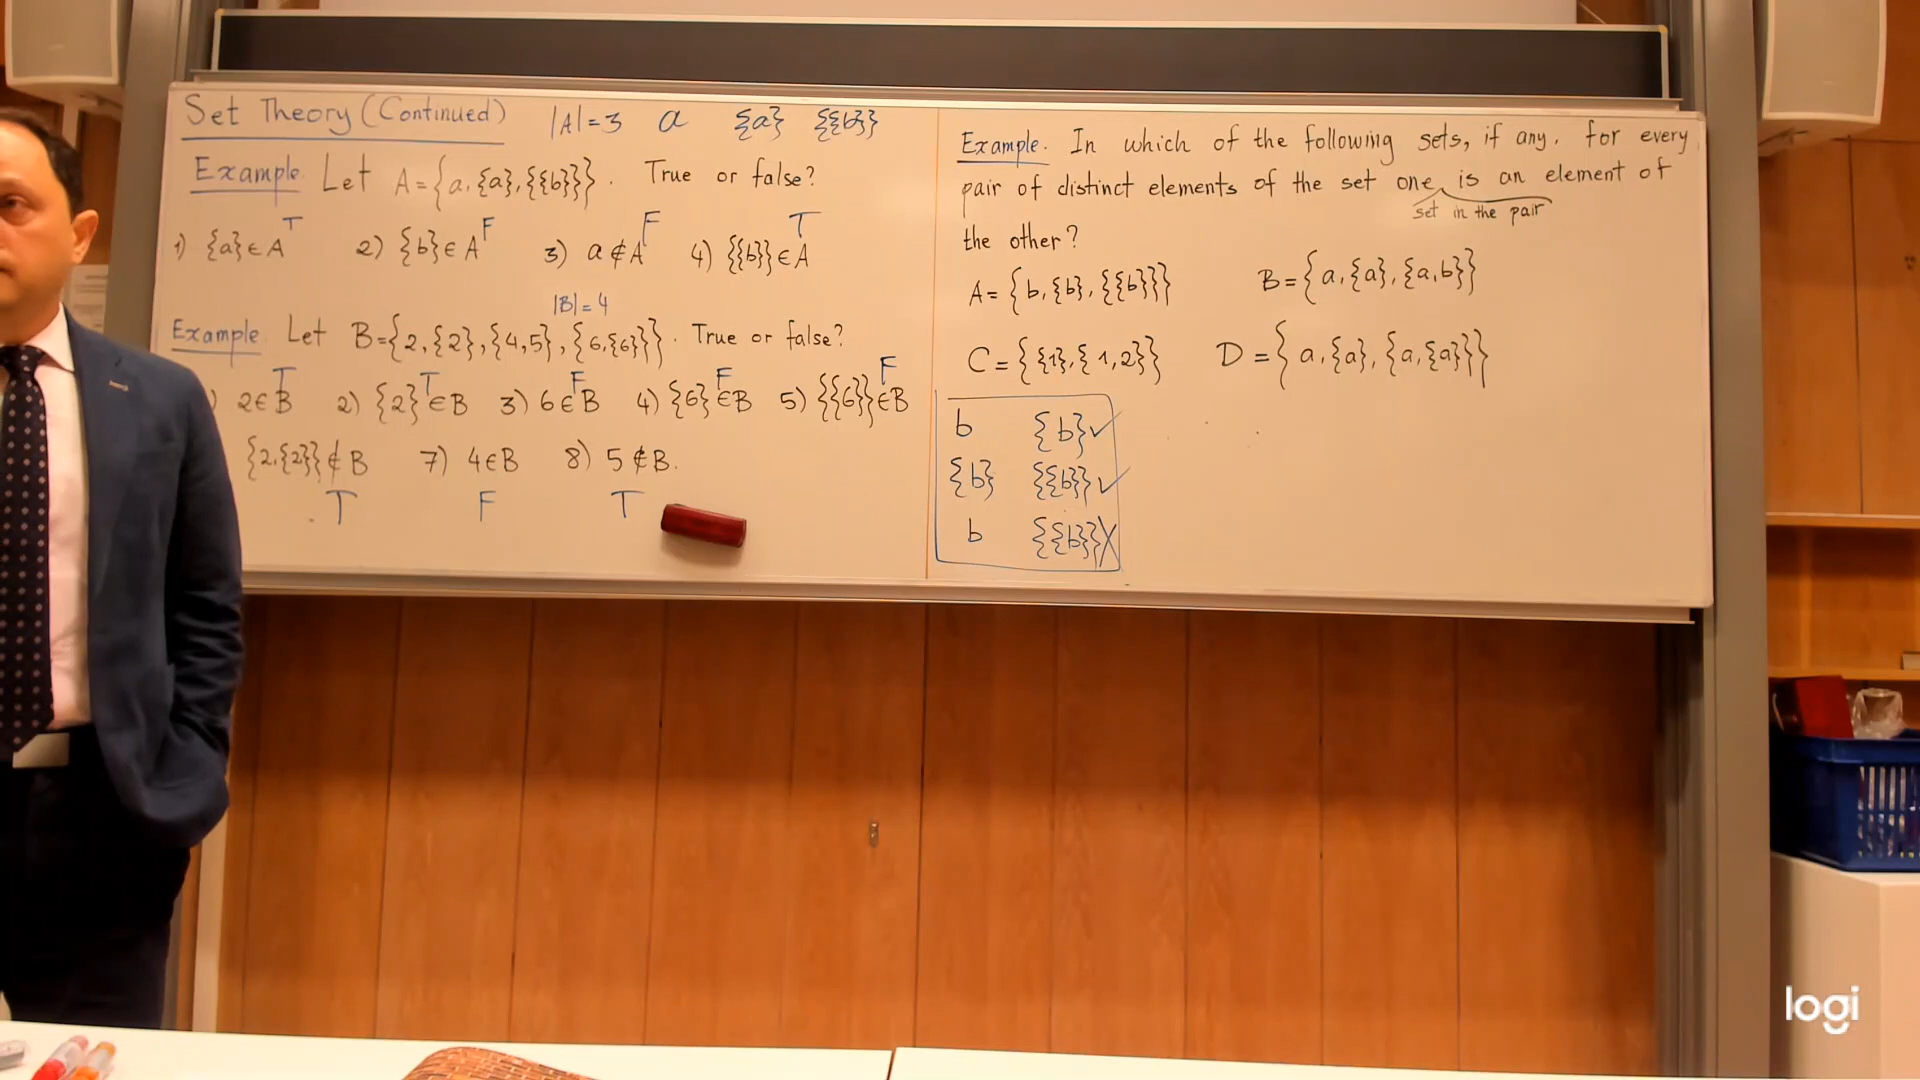 Set Theory (Continued) |A|=3 a {a} {{b}}
Example. Let A={a,{a},{{b}}}. True or false?
1) {a}∈A T 2) {b}∈A F 3) a∉A F 4) {{b}}∈A T
|B|=4
Example. Let B={2,{2},{4,5},{6,{6}}}. True or false?
) 2∈B T 2) {2}∈B T 3) 6∈B F 4) {6}∈B F 5) {{6}}∈B F
{2,{2}}∉B 7) 4∈B 8) 5∉B.
T F T
Example. In which of the following sets, if any, for every
pair of distinct elements of the set one is an element of
set in the pair
the other?
A={b,{b},{{b}}} B={a,{a},{a,b}}
C={{1},{1,2}} D={a,{a},{a,{a}}}
b {b}✓
{b} {{b}}✓
b {{b}}X
logi